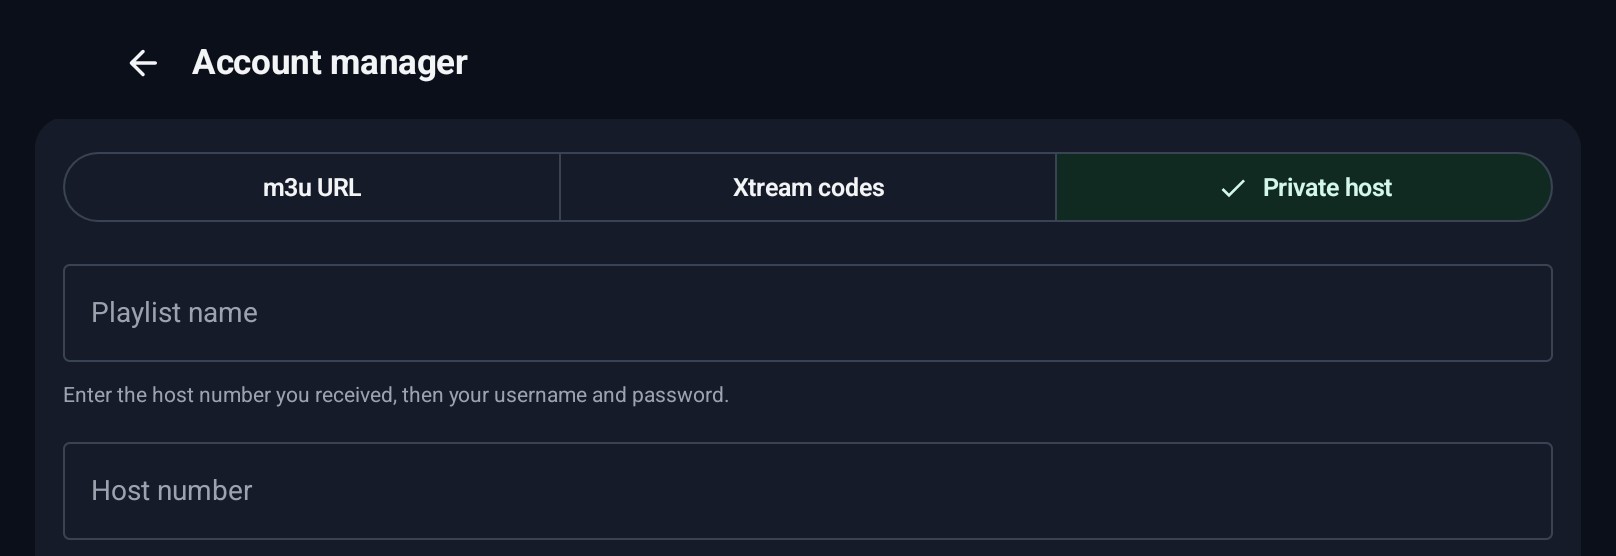 Account manager
m3u URL
Xtream codes
Private host
Playlist name
Enter the host number you received, then your username and password.
Host number